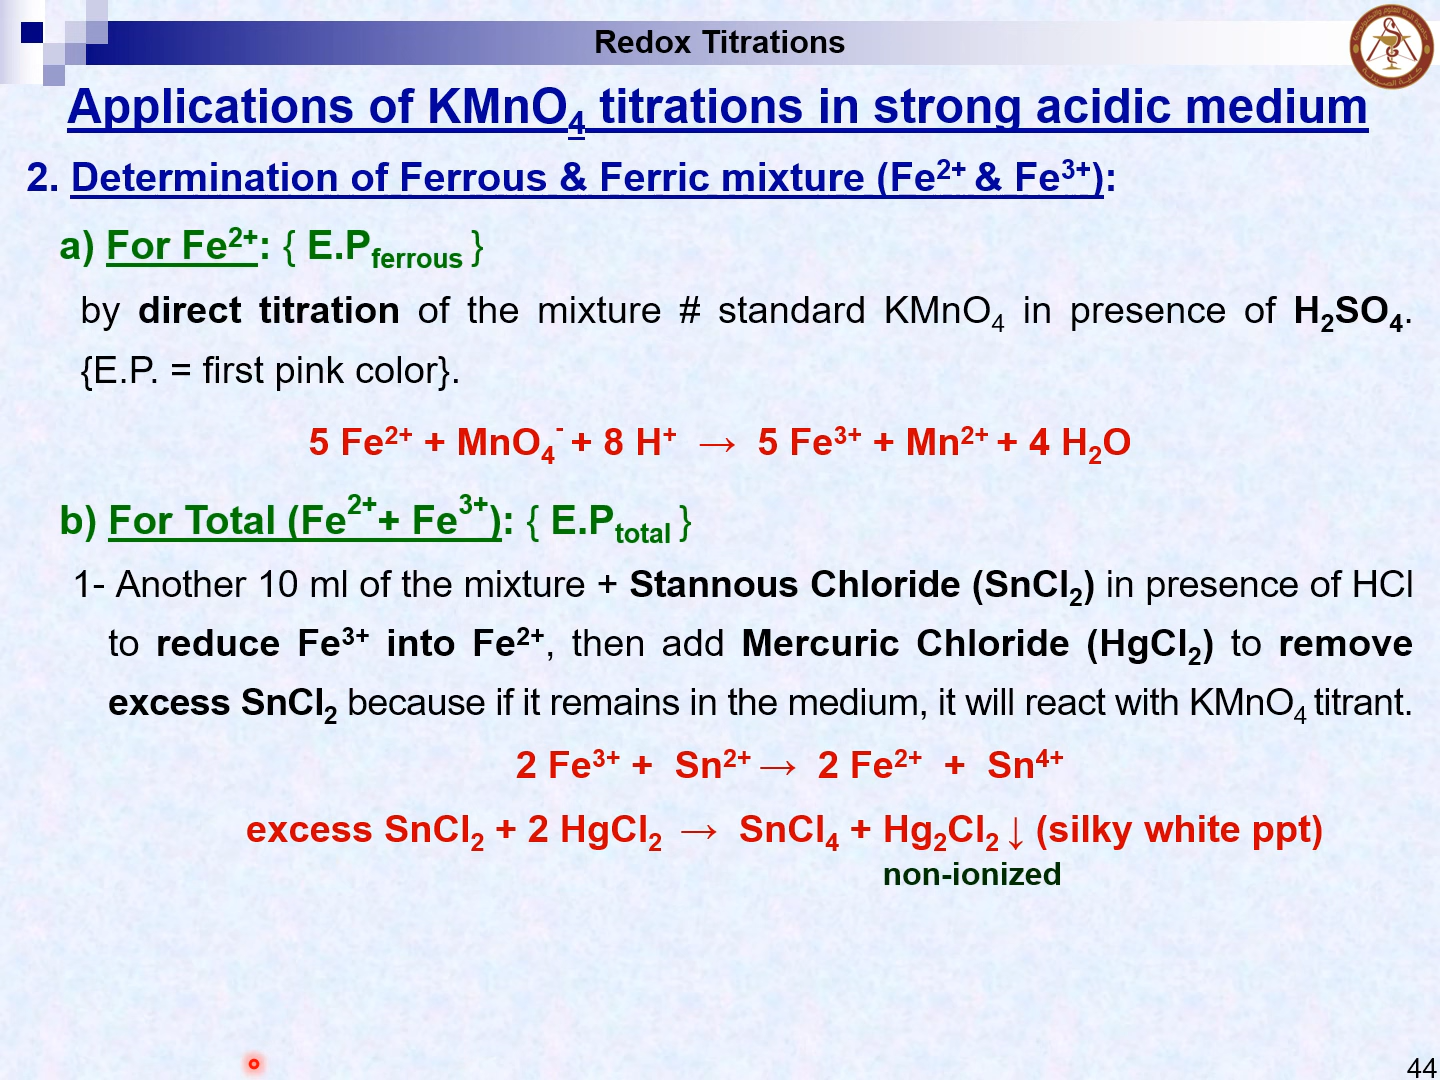 Redox Titrations
Applications of KMnO₄ titrations in strong acidic medium
2. Determination of Ferrous & Ferric mixture (Fe²⁺ & Fe³⁺):
a) For Fe²⁺: { E.P_ferrous }
by direct titration of the mixture # standard KMnO₄ in presence of H₂SO₄.
{E.P. = first pink color}.
5 Fe²⁺ + MnO₄⁻ + 8 H⁺ → 5 Fe³⁺ + Mn²⁺ + 4 H₂O
b) For Total (Fe²⁺+ Fe³⁺): { E.P_total }
1- Another 10 ml of the mixture + Stannous Chloride (SnCl₂) in presence of HCl
to reduce Fe³⁺ into Fe²⁺, then add Mercuric Chloride (HgCl₂) to remove
excess SnCl₂ because if it remains in the medium, it will react with KMnO₄ titrant.
2 Fe³⁺ + Sn²⁺ → 2 Fe²⁺ + Sn⁴⁺
excess SnCl₂ + 2 HgCl₂ → SnCl₄ + Hg₂Cl₂ ↓ (silky white ppt)
non-ionized
44